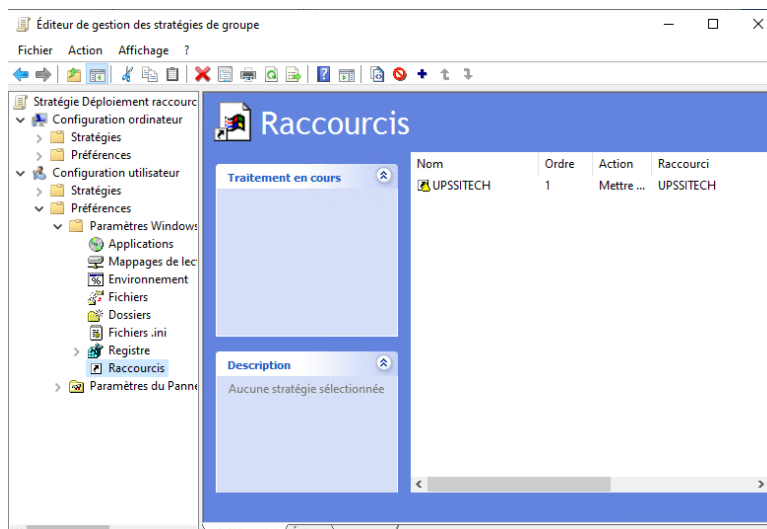 Éditeur de gestion des stratégies de groupe
Fichier Action Affichage ?
Stratégie Déploiement raccourc
Configuration ordinateur
Stratégies
Préférences
Configuration utilisateur
Stratégies
Préférences
Paramètres Windows
Applications
Mappages de lec
Environnement
Fichiers
Dossiers
Fichiers .ini
Registre
Raccourcis
Paramètres du Panne
Raccourcis
Traitement en cours
Description
Aucune stratégie sélectionnée
Nom Ordre Action Raccourci
UPSSITECH 1 Mettre ... UPSSITECH